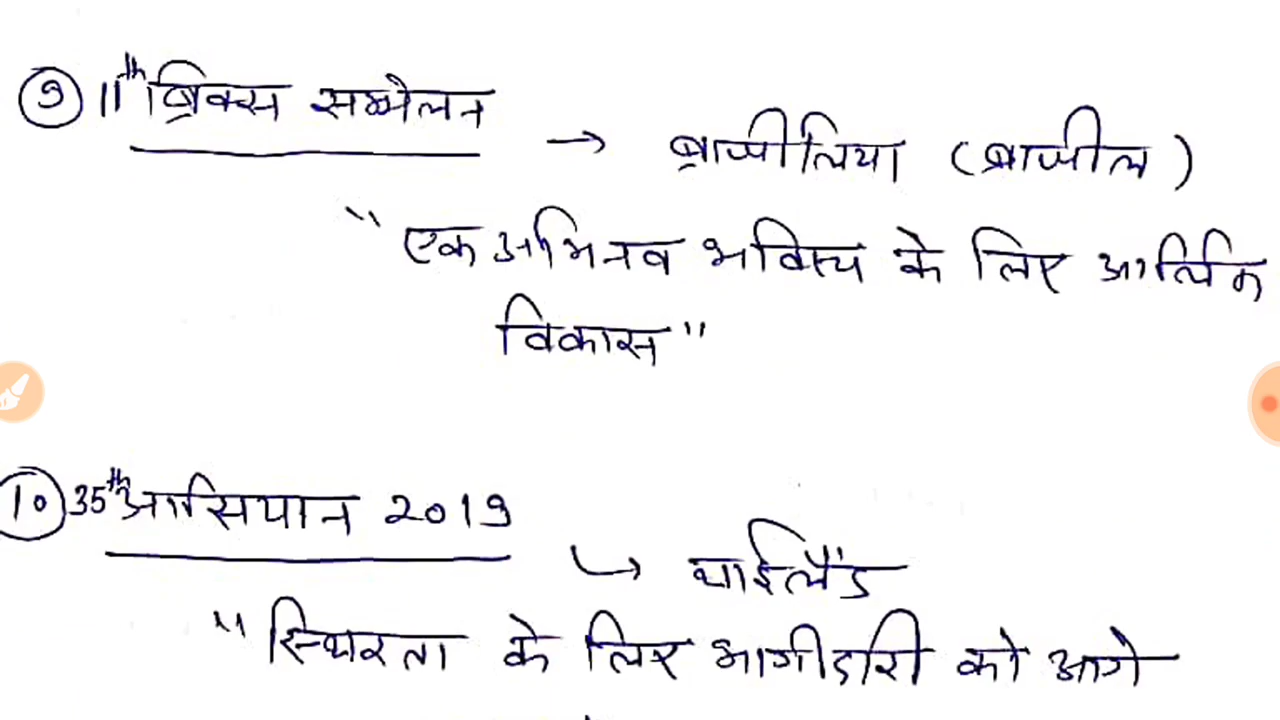 9 11th ब्रिक्स सम्मेलन → ब्राजीलिया (ब्राजील)
"एक अभिनव भविष्य के लिए आर्थिक
विकास"
10 35th आसियान 2019
↳ थाईलैंड
"स्थिरता के लिए भागीदारी को आगे